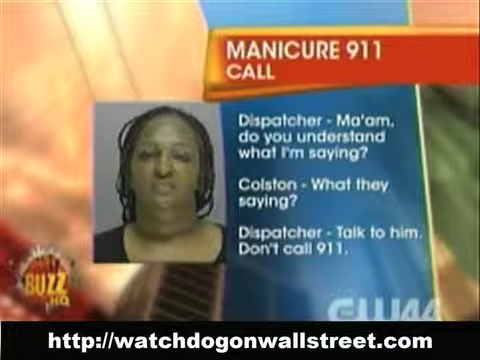 MANICURE 911
CALL
Dispatcher - Ma'am,
do you understand
what I'm saying?
Colston - What they
saying?
Dispatcher - Talk to him.
Don't call 911.
BUZZ
HQ
CW44
http://watchdogonwallstreet.com